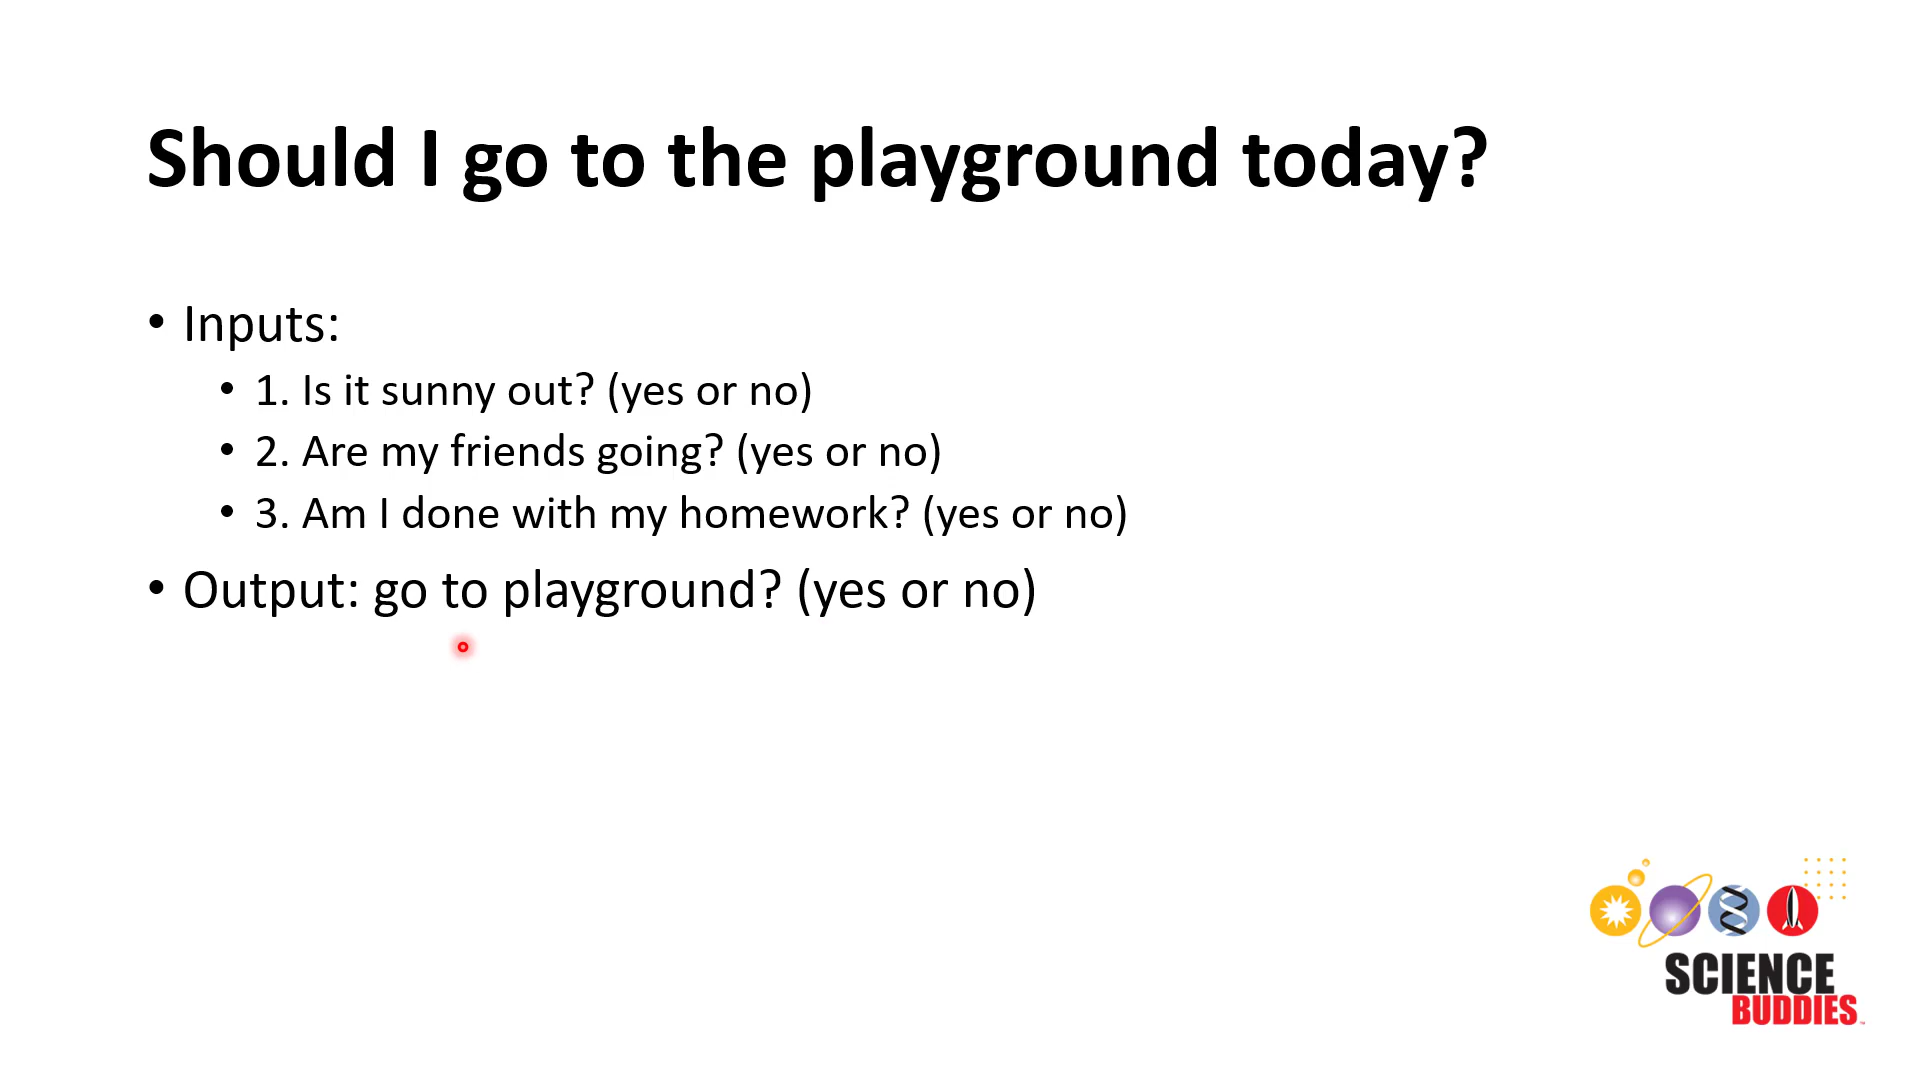 Should I go to the playground today?
• Inputs:
• 1. Is it sunny out? (yes or no)
• 2. Are my friends going? (yes or no)
• 3. Am I done with my homework? (yes or no)
• Output: go to playground? (yes or no)
SCIENCE
BUDDIES